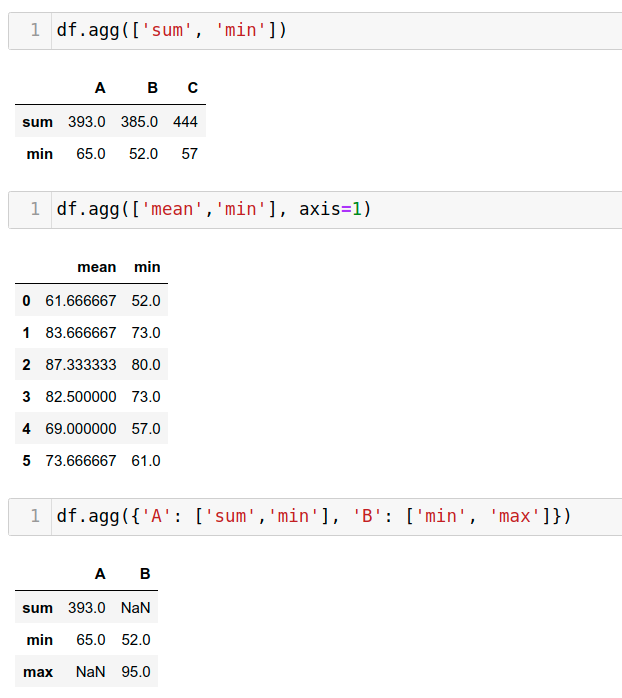 1 df.agg(['sum', 'min'])
A B C
sum 393.0 385.0 444
min 65.0 52.0 57
1 df.agg(['mean','min'], axis=1)
mean min
0 61.666667 52.0
1 83.666667 73.0
2 87.333333 80.0
3 82.500000 73.0
4 69.000000 57.0
5 73.666667 61.0
1 df.agg({'A': ['sum','min'], 'B': ['min', 'max']})
A B
sum 393.0 NaN
min 65.0 52.0
max NaN 95.0